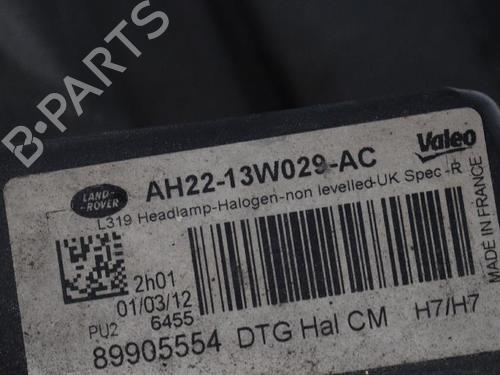 B-PARTS
LAND-
ROVER
AH22-13W029-AC
Valeo
L319 Headlamp-Halogen-non levelled-UK Spec -R
MADE IN FRANCE
2h01
01/03/12
6455
PU2
89905554 DTG Hal CM H7/H7